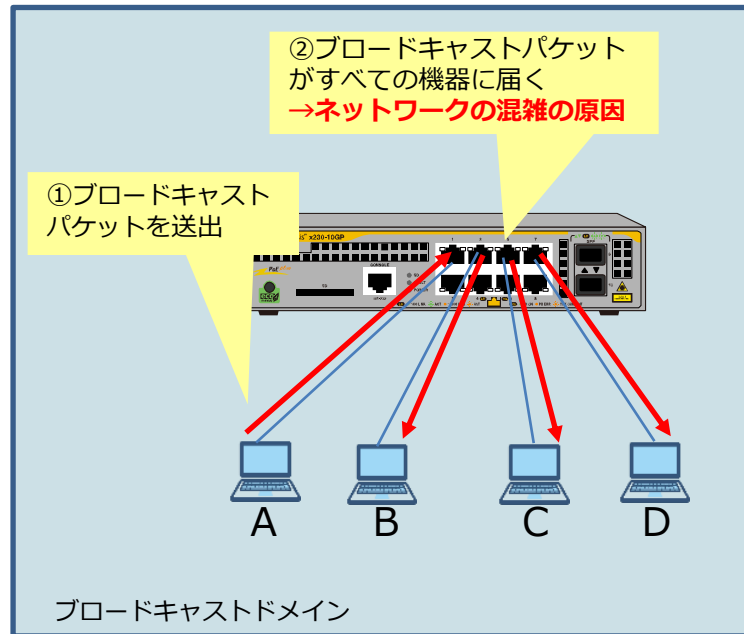 ②ブロードキャストパケット
がすべての機器に届く
→ネットワークの混雑の原因
①ブロードキャスト
パケットを送出
x230-10GP
CONSOLE
SFP
PoE
SD
A
B
C
D
ブロードキャストドメイン